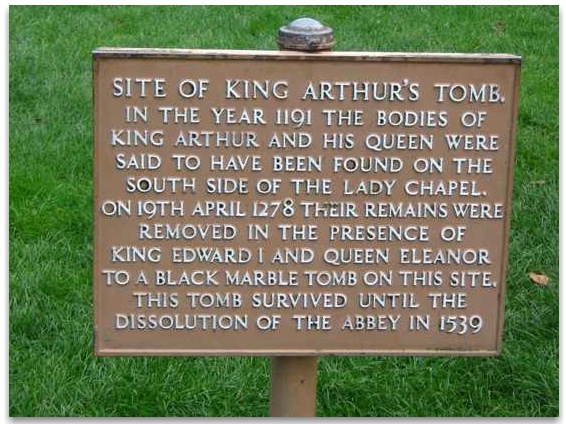 SITE OF KING ARTHUR'S TOMB.
IN THE YEAR 1191 THE BODIES OF
KING ARTHUR AND HIS QUEEN WERE
SAID TO HAVE BEEN FOUND ON THE
SOUTH SIDE OF THE LADY CHAPEL.
ON 19TH APRIL 1278 THEIR REMAINS WERE
REMOVED IN THE PRESENCE OF
KING EDWARD I AND QUEEN ELEANOR
TO A BLACK MARBLE TOMB ON THIS SITE.
THIS TOMB SURVIVED UNTIL THE
DISSOLUTION OF THE ABBEY IN 1539